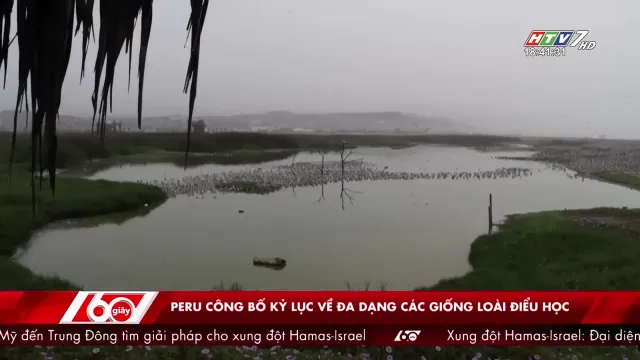 HTV7 HD
18:41:31
60 giây PERU CÔNG BỐ KỶ LỤC VỀ ĐA DẠNG CÁC GIỐNG LOÀI ĐIỂU HỌC
Mỹ đến Trung Đông tìm giải pháp cho xung đột Hamas-Israel 60 Xung đột Hamas-Israel: Đại diện